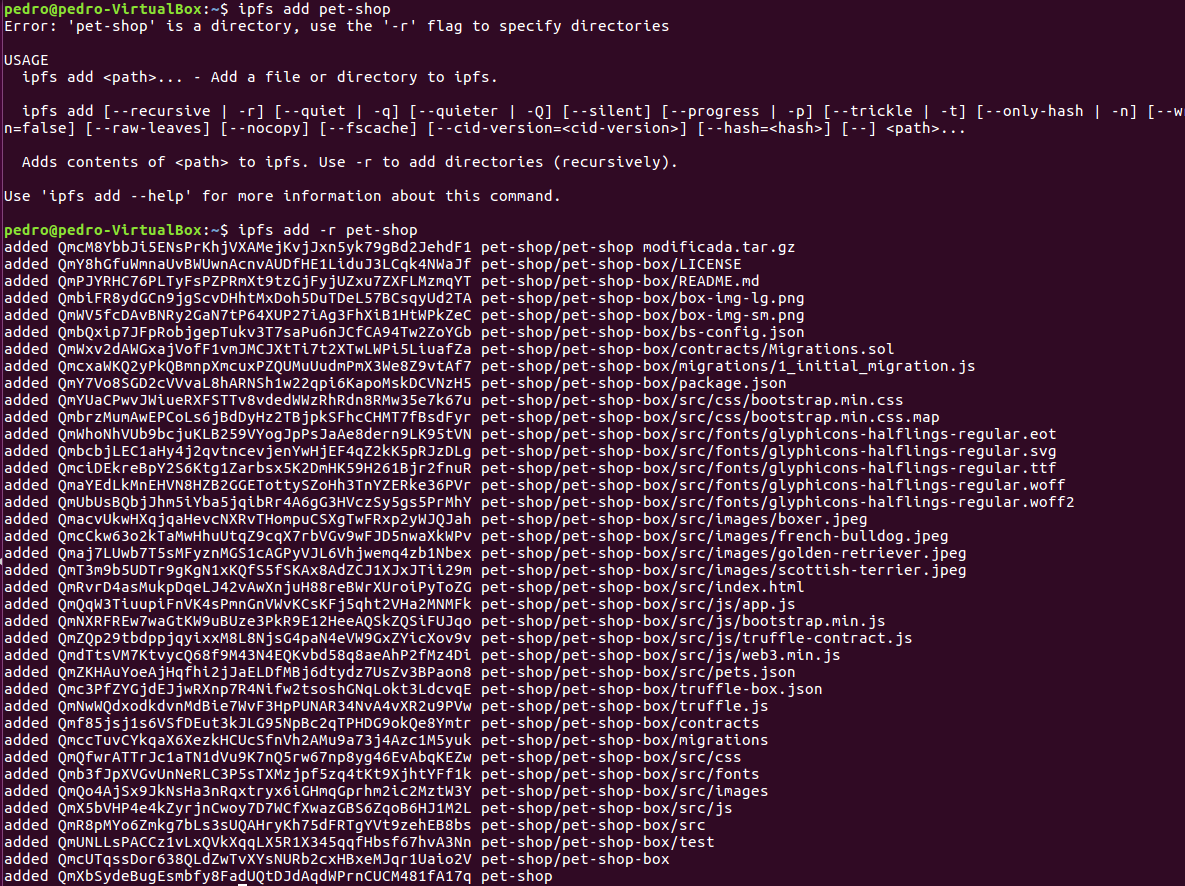 pedro@pedro-VirtualBox:~$ ipfs add pet-shop
Error: 'pet-shop' is a directory, use the '-r' flag to specify directories
USAGE
ipfs add <path>... - Add a file or directory to ipfs.
ipfs add [--recursive | -r] [--quiet | -q] [--quieter | -Q] [--silent] [--progress | -p] [--trickle | -t] [--only-hash | -n] [--w
n=false] [--raw-leaves] [--nocopy] [--fscache] [--cid-version=<cid-version>] [--hash=<hash>] [--] <path>...
Adds contents of <path> to ipfs. Use -r to add directories (recursively).
Use 'ipfs add --help' for more information about this command.
pedro@pedro-VirtualBox:~$ ipfs add -r pet-shop
added QmcM8YbbJi5ENsPrKhjVXAMejKvjJxn5yk79gBd2JehdF1 pet-shop/pet-shop modificada.tar.gz
added QmY8hGfuWmnaUvBWUwnAcnvAUDfHE1LiduJ3LCqk4NWaJf pet-shop/pet-shop-box/LICENSE
added QmPJYRHC76PLTyFsPZPRmXt9tzGjFyjUZxu7ZXFLMzmqYT pet-shop/pet-shop-box/README.md
added QmbiFR8ydGCn9jgScvDHhtMxDoh5DuTDeL57BCsqyUd2TA pet-shop/pet-shop-box/box-img-lg.png
added QmWV5fcDAvBNRy2GaN7tP64XUP27iAg3FhXiB1HtWPkZeC pet-shop/pet-shop-box/box-img-sm.png
added QmbQxip7JFpRobjgepTukv3T7saPu6nJCfCA94Tw2ZoYGb pet-shop/pet-shop-box/bs-config.json
added QmWxv2dAWGxajVofF1vmJMCJXtTi7t2XTwLWPi5LiuafZa pet-shop/pet-shop-box/contracts/Migrations.sol
added QmcxaWKQ2yPkQBmnpXmcuxPZQUMuUudmPmX3We8Z9vtAf7 pet-shop/pet-shop-box/migrations/1_initial_migration.js
added QmY7Vo8SGD2cVVvaL8hARNSh1w22qpi6KapoMskDCVNzH5 pet-shop/pet-shop-box/package.json
added QmYUaCPwvJWiueRXFSTTv8vdedWWzRhRdn8RMw35e7k67u pet-shop/pet-shop-box/src/css/bootstrap.min.css
added QmbrzMumAwEPCoLs6jBdDyHz2TBjpkSFhcCHMT7fBsdFyr pet-shop/pet-shop-box/src/css/bootstrap.min.css.map
added QmWhoNhVUb9bcjuKLB259VYogJpPsJaAe8dern9LK95tVN pet-shop/pet-shop-box/src/fonts/glyphicons-halflings-regular.eot
added QmbcbjLEC1aHy4j2qvtncevjenYwHjEF4qZ2kK5pRJzDLg pet-shop/pet-shop-box/src/fonts/glyphicons-halflings-regular.svg
added QmciDEkreBpY2S6Ktg1Zarbsx5K2DmHK59H261Bjr2fnuR pet-shop/pet-shop-box/src/fonts/glyphicons-halflings-regular.ttf
added QmaYEdLkMnEHVN8HZB2GGETottySZoHh3TnYZERke36PVr pet-shop/pet-shop-box/src/fonts/glyphicons-halflings-regular.woff
added QmUbUsBQbjJhm5iYba5jqibRr4A6gG3HVczSy5gs5PrMhY pet-shop/pet-shop-box/src/fonts/glyphicons-halflings-regular.woff2
added QmacvUkwHXqjqaHevcNXRvTHompuCSXgTwFRxp2yWJQJah pet-shop/pet-shop-box/src/images/boxer.jpeg
added QmcCkw63o2kTaMwHhuUtqZ9cqX7rbVGv9wFJD5nwaXkWPv pet-shop/pet-shop-box/src/images/french-bulldog.jpeg
added Qmaj7LUwb7T5sMFyznMGS1cAGPyVJL6Vhjwemq4zb1Nbex pet-shop/pet-shop-box/src/images/golden-retriever.jpeg
added QmT3m9b5UDTr9gKgN1xKQfS5fSKAx8AdZCJ1XJxJTii29m pet-shop/pet-shop-box/src/images/scottish-terrier.jpeg
added QmRvrD4asMukpDqeLJ42vAwXnjuH88reBWrXUroiPyToZG pet-shop/pet-shop-box/src/index.html
added QmQqW3TiuupiFnVK4sPmnGnVWvKCsKFj5qht2VHa2MNMFk pet-shop/pet-shop-box/src/js/app.js
added QmNXRFREw7waGtKW9uBUze3PkR9E12HeeAQSkZQSiFUJqo pet-shop/pet-shop-box/src/js/bootstrap.min.js
added QmZQp29tbdppjqyixxM8L8NjsG4paN4eVW9GxZYicXov9v pet-shop/pet-shop-box/src/js/truffle-contract.js
added QmdTtsVM7KtvycQ68f9M43N4EQKvbd58q8aeAhP2fMz4Di pet-shop/pet-shop-box/src/js/web3.min.js
added QmZKHAuYoeAjHqfhi2jJaELDfMBj6dtydz7UsZv3BPaon8 pet-shop/pet-shop-box/src/pets.json
added Qmc3PfZYGjdEJjwRXnp7R4Nifw2tsoshGNqLokt3LdcvqE pet-shop/pet-shop-box/truffle-box.json
added QmNwWQdxodkdvnMdBie7WvF3HpPUNAR34NvA4vXR2u9PVw pet-shop/pet-shop-box/truffle.js
added Qmf85jsj1s6VSfDEut3kJLG95NpBc2qTPHDG9okQe8Ymtr pet-shop/pet-shop-box/contracts
added QmccTuvCYkqaX6XezkHCUcSfnVh2AMu9a73j4Azc1M5yuk pet-shop/pet-shop-box/migrations
added QmQfwrATTrJc1aTN1dVu9K7nQ5rw67np8yg46EvAbqKEZw pet-shop/pet-shop-box/src/css
added Qmb3fJpXVGvUnNeRLC3P5sTXMzjpf5zq4tKt9XjhtYFf1k pet-shop/pet-shop-box/src/fonts
added QmQo4AjSx9JkNsHa3nRqxtryx6iGHmqGprhm2ic2MztW3Y pet-shop/pet-shop-box/src/images
added QmX5bVHP4e4kZyrjnCwoy7D7WCfXwazGBS6ZqoB6HJ1M2L pet-shop/pet-shop-box/src/js
added QmR8pMYo6Zmkg7bLs3sUQAHryKh75dFRTgYVt9zehEB8bs pet-shop/pet-shop-box/src
added QmUNLLsPACCz1vLxQVkXqqLX5R1X345qqfHbsf67hvA3Nn pet-shop/pet-shop-box/test
added QmcUTqssDor638QLdZwTvXYsNURb2cxHBxeMJqr1Uaio2V pet-shop/pet-shop-box
added QmXbSydeBugEsmbfy8FadUQtDJdAqdWPrnCUCM481fA17q pet-shop